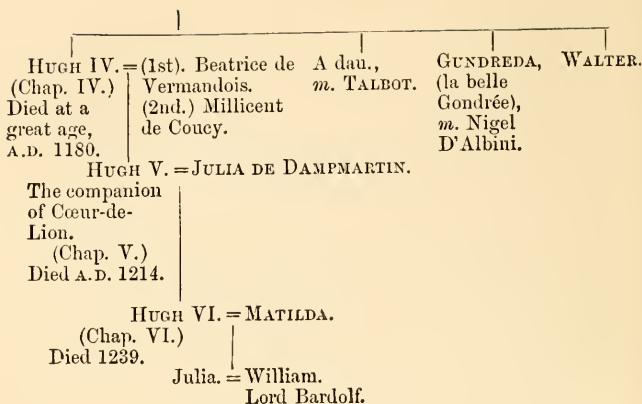 HUGH IV. = (1st). Beatrice de
(Chap. IV.) Vermandois.
Died at a (2nd.) Millicent
great age, de Coucy.
A.D. 1180.
A dau.,
m. TALBOT.
GUNDREDA,
(la belle
Gondrée),
m. Nigel
D'Albini.
WALTER.
HUGH V. = JULIA DE DAMPMARTIN.
The companion
of Cœur-de-
Lion.
(Chap. V.)
Died A.D. 1214.
HUGH VI. = MATILDA.
(Chap. VI.)
Died 1239.
Julia. = William.
Lord Bardolf.